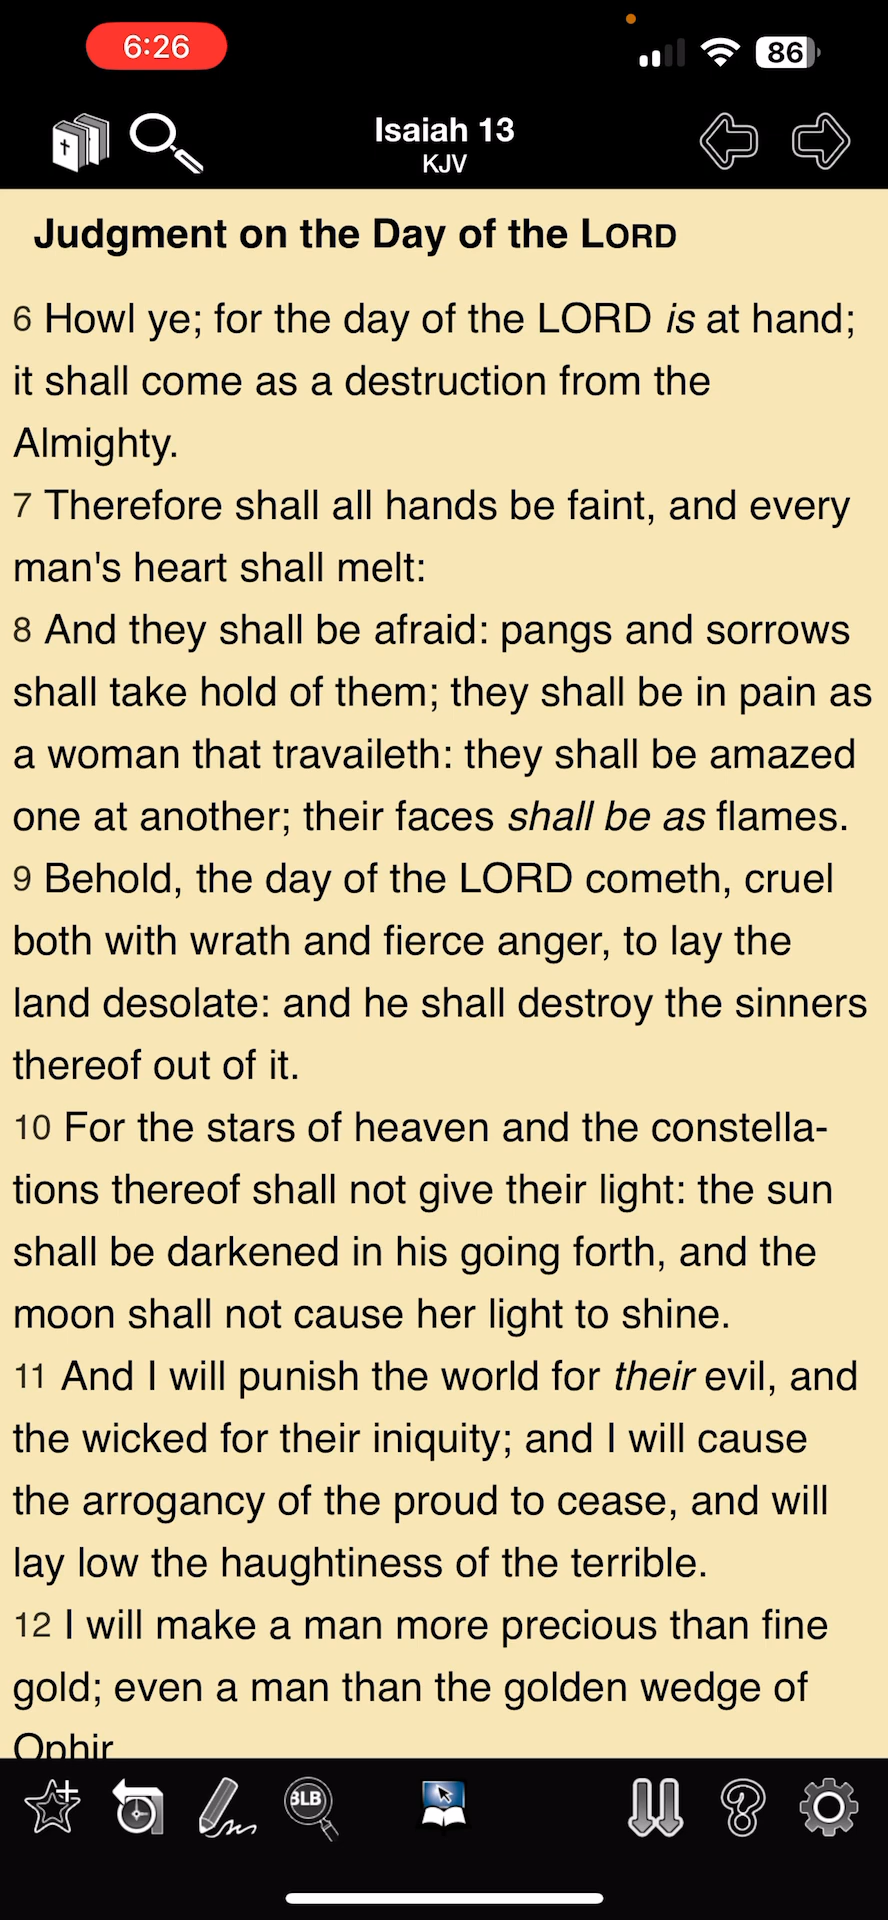 6:26
86
Isaiah 13
KJV
Judgment on the Day of the LORD
6 Howl ye; for the day of the LORD is at hand;
it shall come as a destruction from the
Almighty.
7 Therefore shall all hands be faint, and every
man's heart shall melt:
8 And they shall be afraid: pangs and sorrows
shall take hold of them; they shall be in pain as
a woman that travaileth: they shall be amazed
one at another; their faces shall be as flames.
9 Behold, the day of the LORD cometh, cruel
both with wrath and fierce anger, to lay the
land desolate: and he shall destroy the sinners
thereof out of it.
10 For the stars of heaven and the constella-
tions thereof shall not give their light: the sun
shall be darkened in his going forth, and the
moon shall not cause her light to shine.
11 And I will punish the world for their evil, and
the wicked for their iniquity; and I will cause
the arrogancy of the proud to cease, and will
lay low the haughtiness of the terrible.
12 I will make a man more precious than fine
gold; even a man than the golden wedge of
Ophir
BLB